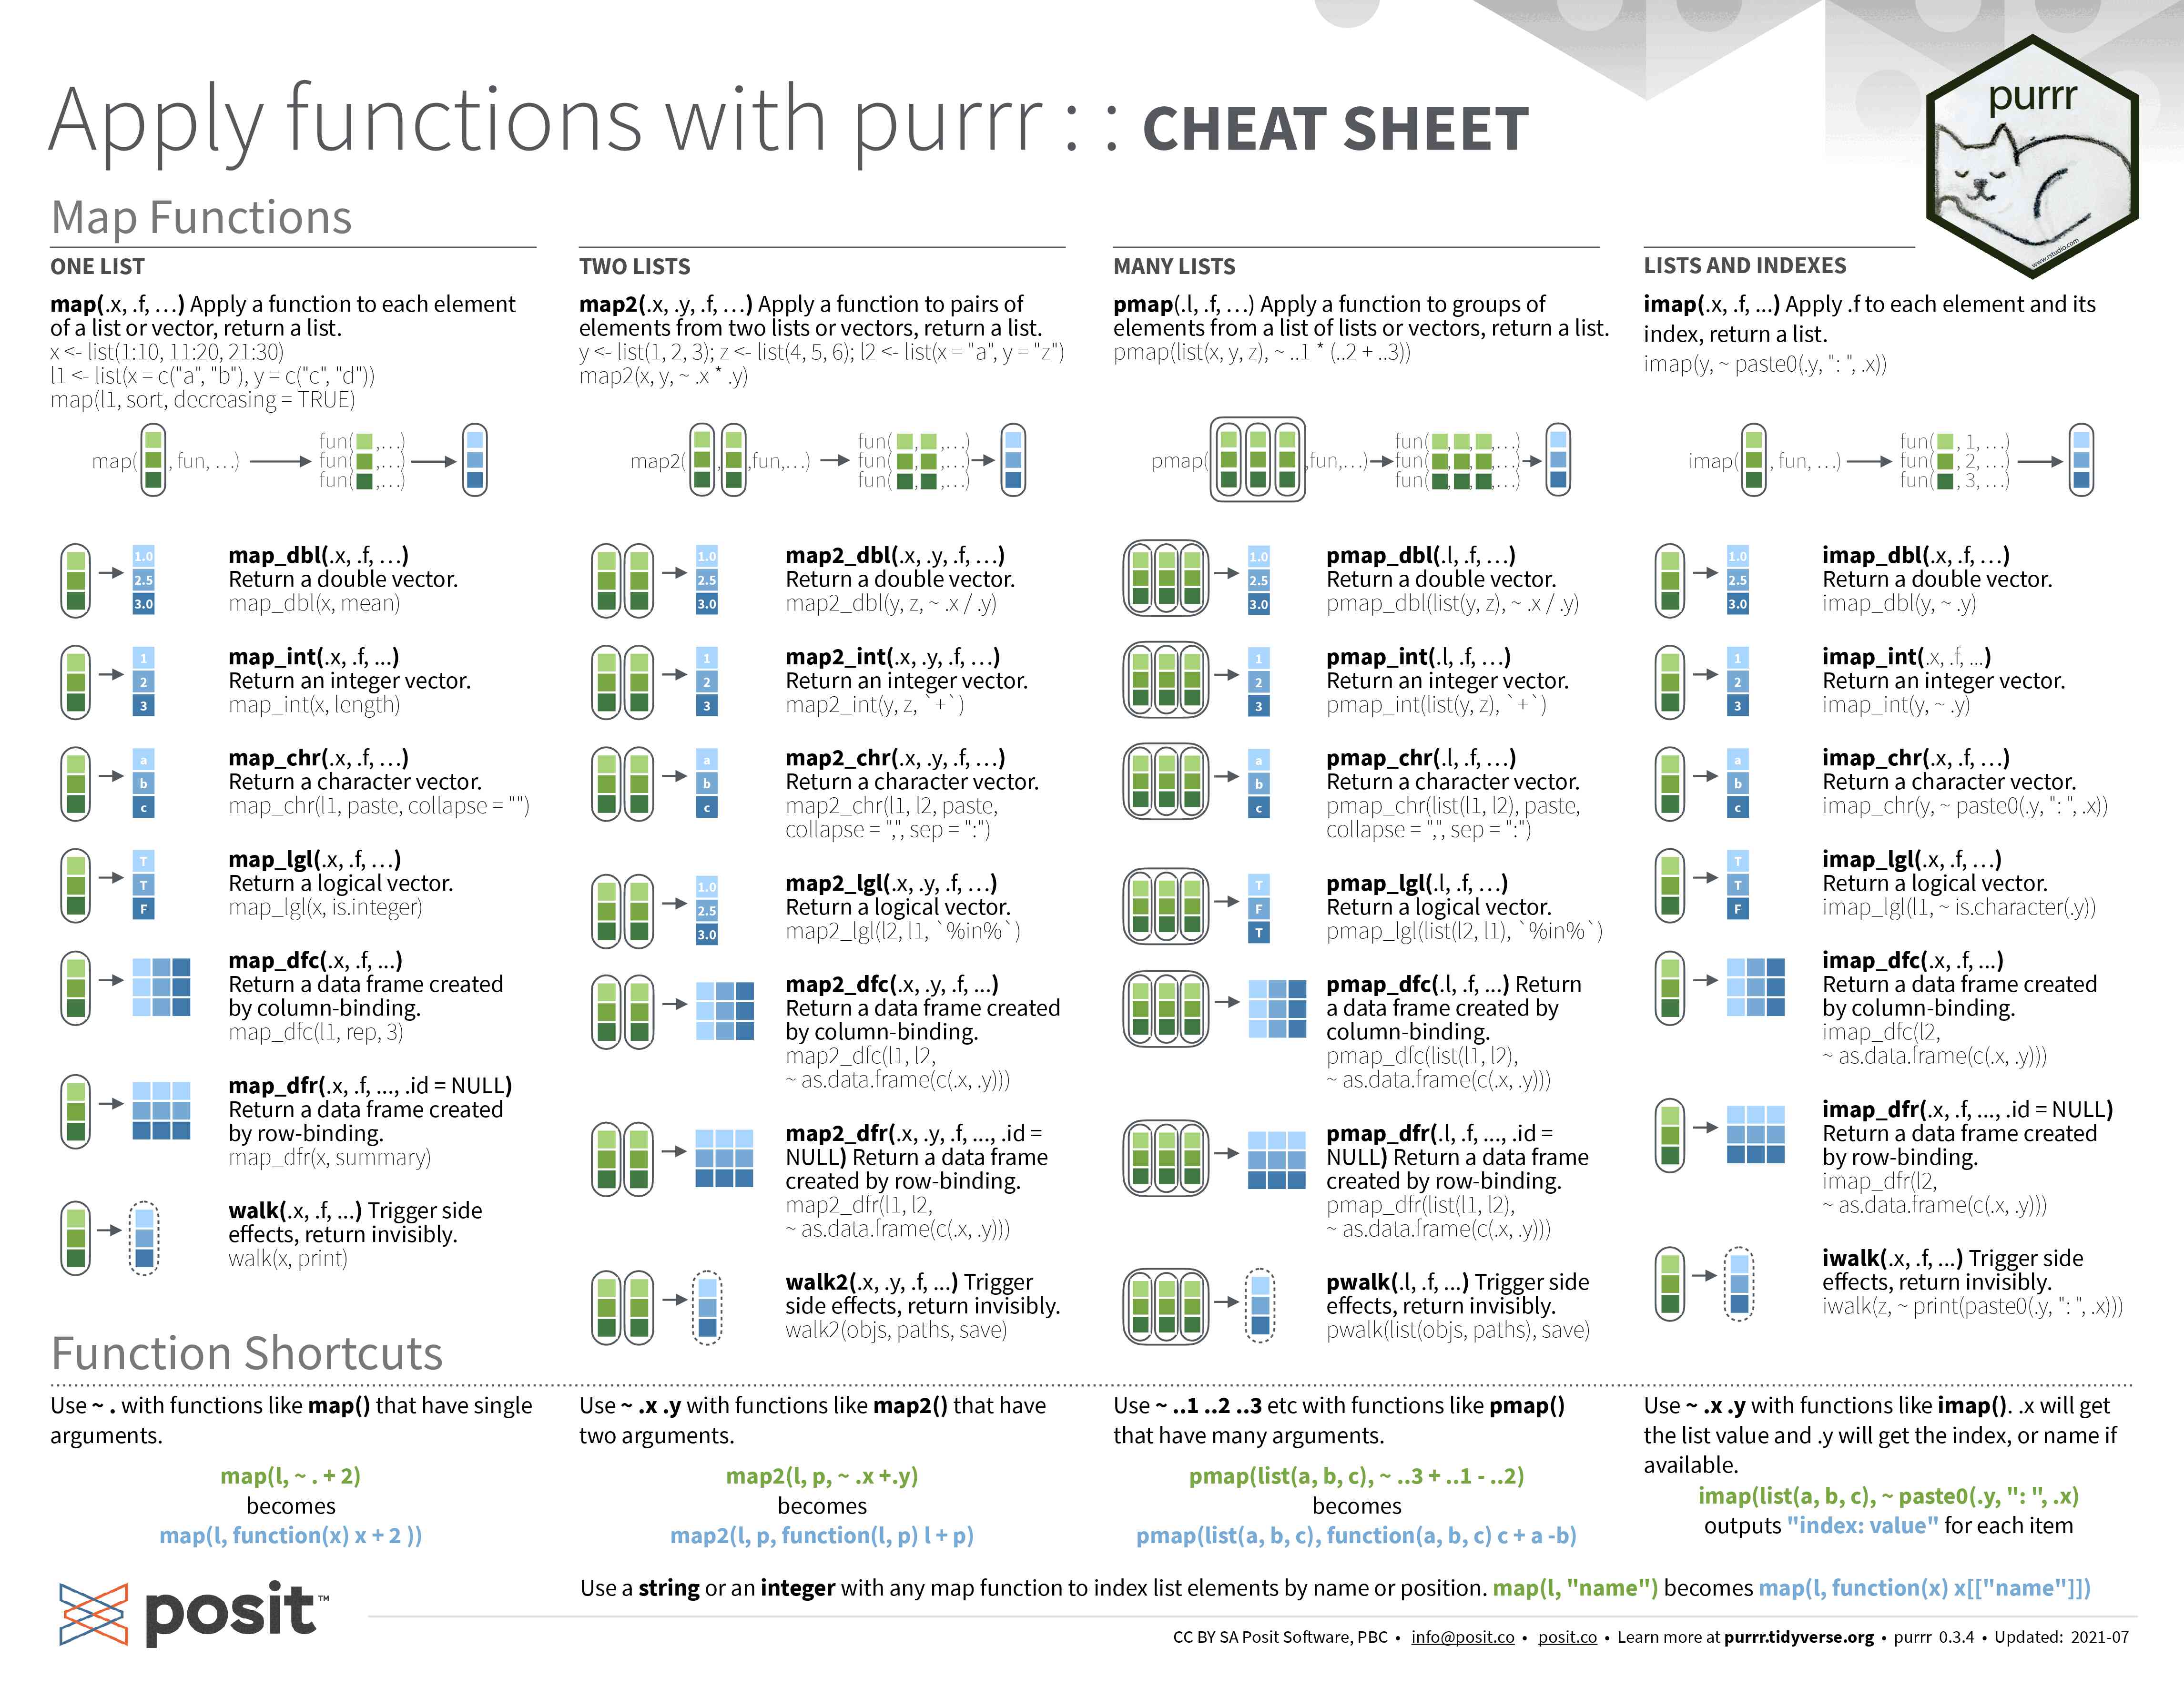 Apply functions with purrr : : CHEAT SHEET
purrr
www.rstudio.com
Map Functions
ONE LIST
map(.x, .f, …) Apply a function to each element
of a list or vector, return a list.
x <- list(1:10, 11:20, 21:30)
l1 <- list(x = c("a", "b"), y = c("c", "d"))
map(l1, sort, decreasing = TRUE)
map( , fun, …)
fun( ,…)
fun( ,…)
fun( ,…)
1.0
2.5
3.0
map_dbl(.x, .f, …)
Return a double vector.
map_dbl(x, mean)
1
2
3
map_int(.x, .f, ...)
Return an integer vector.
map_int(x, length)
a
b
c
map_chr(.x, .f, …)
Return a character vector.
map_chr(l1, paste, collapse = "")
T
T
F
map_lgl(.x, .f, …)
Return a logical vector.
map_lgl(x, is.integer)
map_dfc(.x, .f, ...)
Return a data frame created
by column-binding.
map_dfc(l1, rep, 3)
map_dfr(.x, .f, ..., .id = NULL)
Return a data frame created
by row-binding.
map_dfr(x, summary)
walk(.x, .f, ...) Trigger side
effects, return invisibly.
walk(x, print)
TWO LISTS
map2(.x, .y, .f, …) Apply a function to pairs of
elements from two lists or vectors, return a list.
y <- list(1, 2, 3); z <- list(4, 5, 6); l2 <- list(x = "a", y = "z")
map2(x, y, ~ .x * .y)
map2( , ,fun,…)
fun( , ,…)
fun( , ,…)
fun( , ,…)
1.0
2.5
3.0
map2_dbl(.x, .y, .f, …)
Return a double vector.
map2_dbl(y, z, ~ .x / .y)
1
2
3
map2_int(.x, .y, .f, …)
Return an integer vector.
map2_int(y, z, `+`)
a
b
c
map2_chr(.x, .y, .f, …)
Return a character vector.
map2_chr(l1, l2, paste,
collapse = ",", sep = ":")
1.0
2.5
3.0
map2_lgl(.x, .y, .f, …)
Return a logical vector.
map2_lgl(l2, l1, `%in%`)
map2_dfc(.x, .y, .f, ...)
Return a data frame created
by column-binding.
map2_dfc(l1, l2,
~ as.data.frame(c(.x, .y)))
map2_dfr(.x, .y, .f, ..., .id =
NULL) Return a data frame
created by row-binding.
map2_dfr(l1, l2,
~ as.data.frame(c(.x, .y)))
walk2(.x, .y, .f, ...) Trigger
side effects, return invisibly.
walk2(objs, paths, save)
MANY LISTS
pmap(.l, .f, …) Apply a function to groups of
elements from a list of lists or vectors, return a list.
pmap(list(x, y, z), ~ ..1 * (..2 + ..3))
pmap( ,fun,…)
fun( , , ,…)
fun( , , ,…)
fun( , , ,…)
1.0
2.5
3.0
pmap_dbl(.l, .f, …)
Return a double vector.
pmap_dbl(list(y, z), ~ .x / .y)
1
2
3
pmap_int(.l, .f, …)
Return an integer vector.
pmap_int(list(y, z), `+`)
a
b
c
pmap_chr(.l, .f, …)
Return a character vector.
pmap_chr(list(l1, l2), paste,
collapse = ",", sep = ":")
T
F
T
pmap_lgl(.l, .f, …)
Return a logical vector.
pmap_lgl(list(l2, l1), `%in%`)
pmap_dfc(.l, .f, ...) Return
a data frame created by
column-binding.
pmap_dfc(list(l1, l2),
~ as.data.frame(c(.x, .y)))
pmap_dfr(.l, .f, ..., .id =
NULL) Return a data frame
created by row-binding.
pmap_dfr(list(l1, l2),
~ as.data.frame(c(.x, .y)))
pwalk(.l, .f, ...) Trigger side
effects, return invisibly.
pwalk(list(objs, paths), save)
LISTS AND INDEXES
imap(.x, .f, ...) Apply .f to each element and its
index, return a list.
imap(y, ~ paste0(.y, ": ", .x))
imap( , fun, …)
fun( , 1, …)
fun( , 2, …)
fun( , 3, …)
1.0
2.5
3.0
imap_dbl(.x, .f, …)
Return a double vector.
imap_dbl(y, ~ .y)
1
2
3
imap_int(.x, .f, ...)
Return an integer vector.
imap_int(y, ~ .y)
a
b
c
imap_chr(.x, .f, …)
Return a character vector.
imap_chr(y, ~ paste0(.y, ": ", .x))
T
T
F
imap_lgl(.x, .f, …)
Return a logical vector.
imap_lgl(l1, ~ is.character(.y))
imap_dfc(.x, .f, ...)
Return a data frame created
by column-binding.
imap_dfc(l2,
~ as.data.frame(c(.x, .y)))
imap_dfr(.x, .f, ..., .id = NULL)
Return a data frame created
by row-binding.
imap_dfr(l2,
~ as.data.frame(c(.x, .y)))
iwalk(.x, .f, ...) Trigger side
effects, return invisibly.
iwalk(z, ~ print(paste0(.y, ": ", .x)))
Function Shortcuts
Use ~ . with functions like map() that have single
arguments.
map(l, ~ . + 2)
becomes
map(l, function(x) x + 2 ))
Use ~ .x .y with functions like map2() that have
two arguments.
map2(l, p, ~ .x +.y)
becomes
map2(l, p, function(l, p) l + p)
Use ~ ..1 ..2 ..3 etc with functions like pmap()
that have many arguments.
pmap(list(a, b, c), ~ ..3 + ..1 - ..2)
becomes
pmap(list(a, b, c), function(a, b, c) c + a -b)
Use ~ .x .y with functions like imap(). .x will get
the list value and .y will get the index, or name if
available.
imap(list(a, b, c), ~ paste0(.y, ": ", .x)
outputs "index: value" for each item
Use a string or an integer with any map function to index list elements by name or position. map(l, "name") becomes map(l, function(x) x[["name"]])
posit™
CC BY SA Posit Software, PBC • info@posit.co • posit.co • Learn more at purrr.tidyverse.org • purrr 0.3.4 • Updated: 2021-07